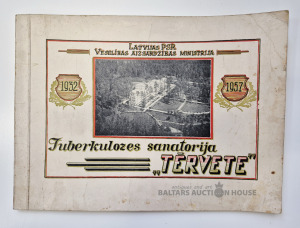 LATVIJAS PSR
VESELĪBAS AIZSARDZĪBAS MINISTRIJA
1932
1957
Tuberkulozes sanatorija
„TĒRVETE"
BALTARS AUCTION HOUSE